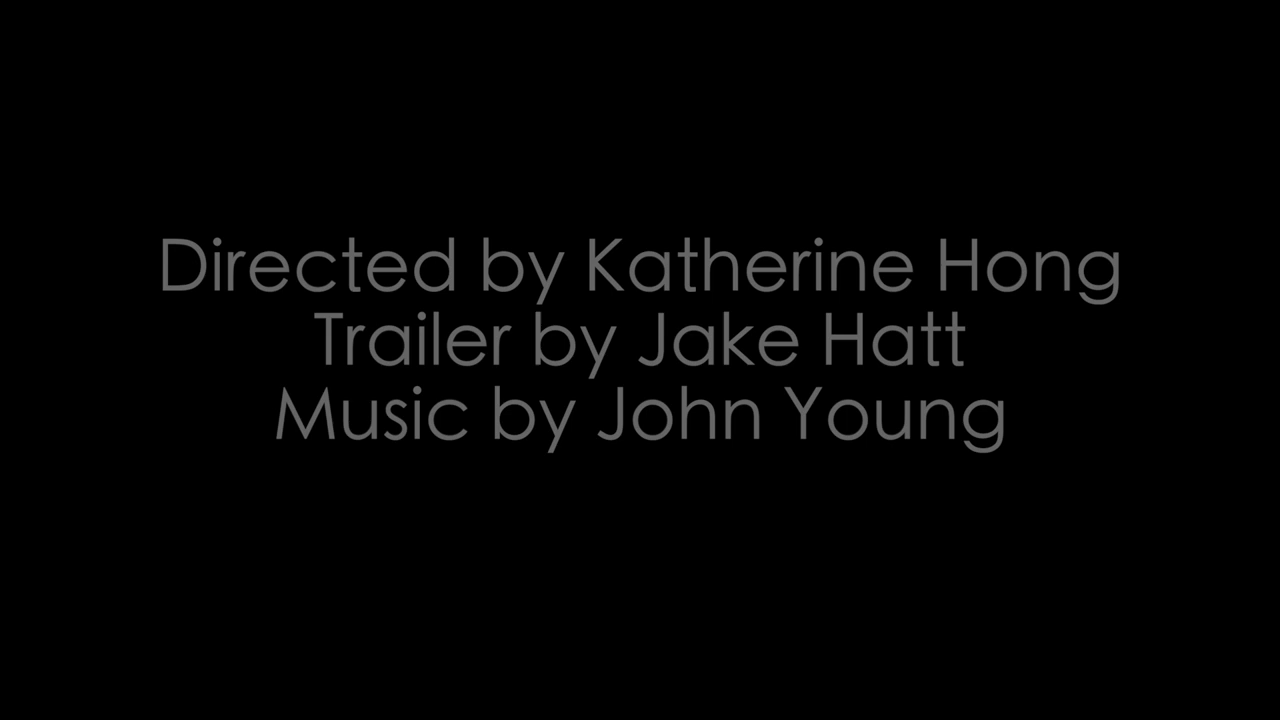 Directed by Katherine Hong
Trailer by Jake Hatt
Music by John Young